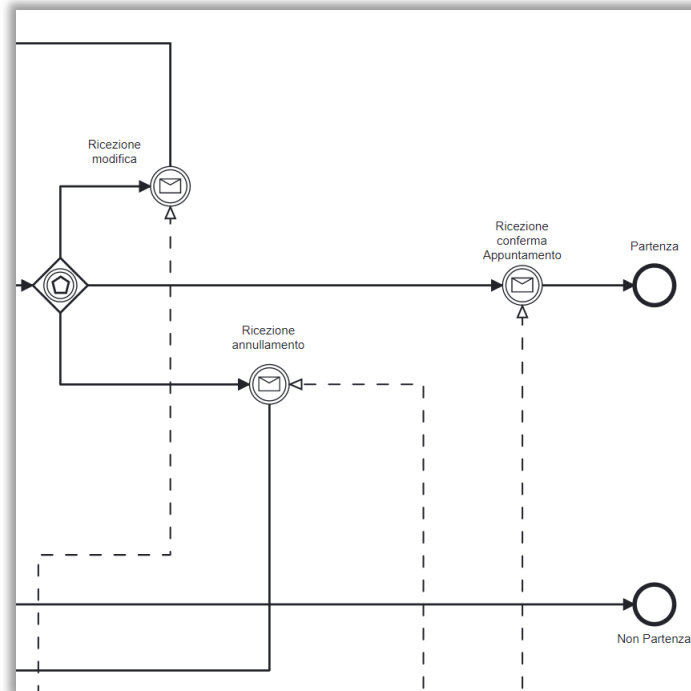 Ricezione
modifica
Ricezione
conferma
Appuntamento
Partenza
Ricezione
annullamento
Non Partenza